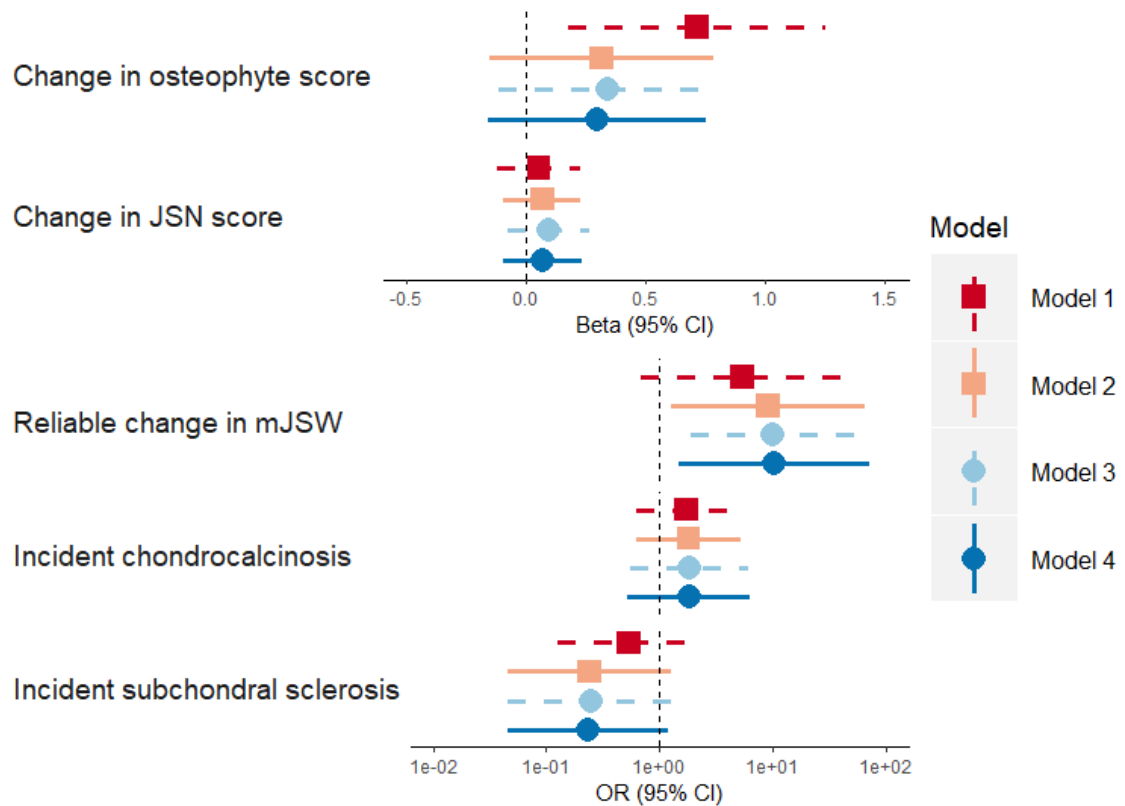 Change in osteophyte score
Change in JSN score
-0.5 0.0 0.5 1.0 1.5
Beta (95% CI)
Reliable change in mJSW
Incident chondrocalcinosis
Incident subchondral sclerosis
1e-02 1e-01 1e+00 1e+01 1e+02
OR (95% CI)
Model
Model 1
Model 2
Model 3
Model 4